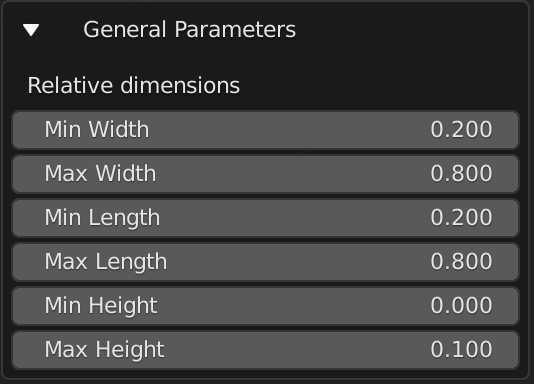 General Parameters
Relative dimensions
Min Width 0.200
Max Width 0.800
Min Length 0.200
Max Length 0.800
Min Height 0.000
Max Height 0.100